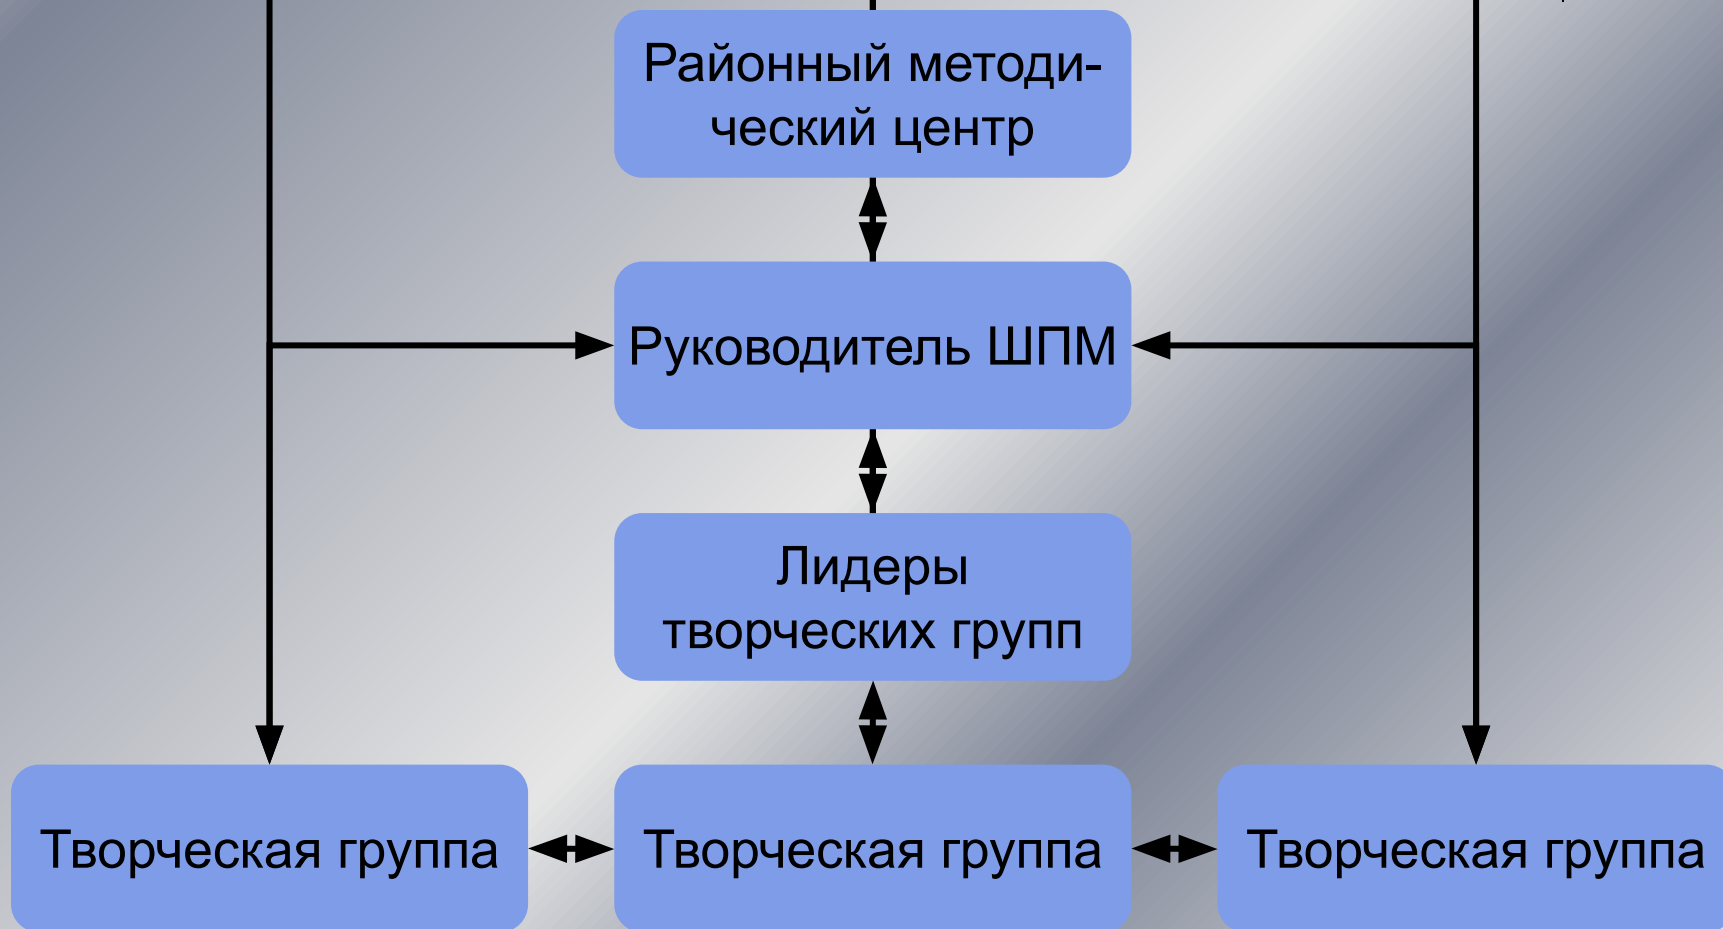 Районный методи-
ческий центр
Руководитель ШПМ
Лидеры
творческих групп
Творческая группа
Творческая группа
Творческая группа